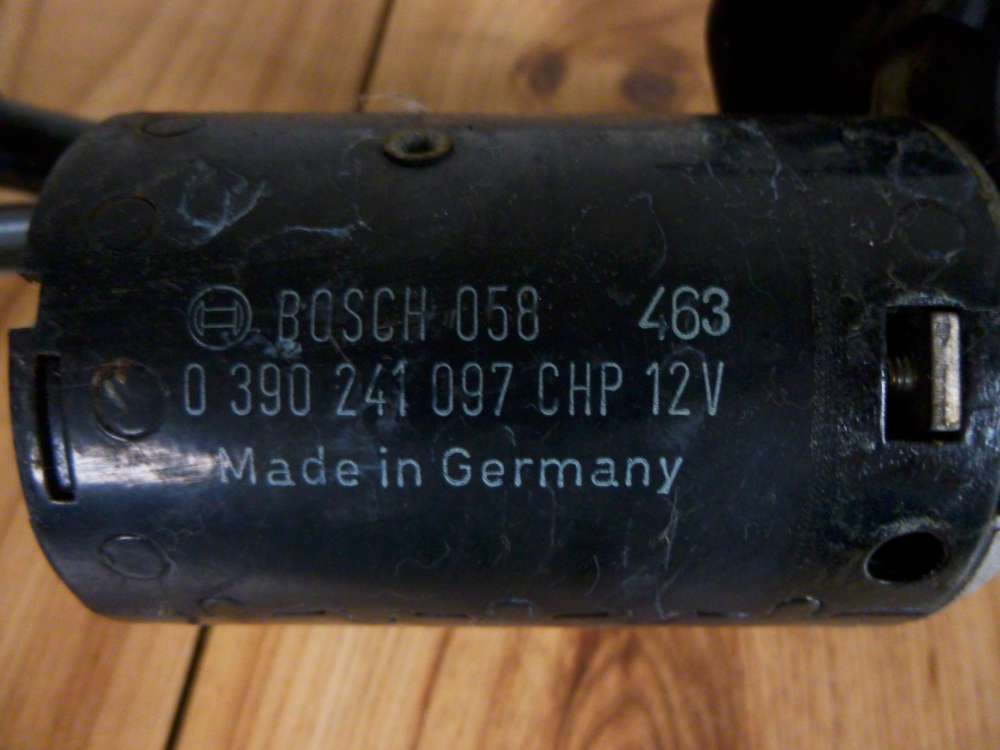 BOSCH 058 463
0 390 241 097 CHP 12V
Made in Germany